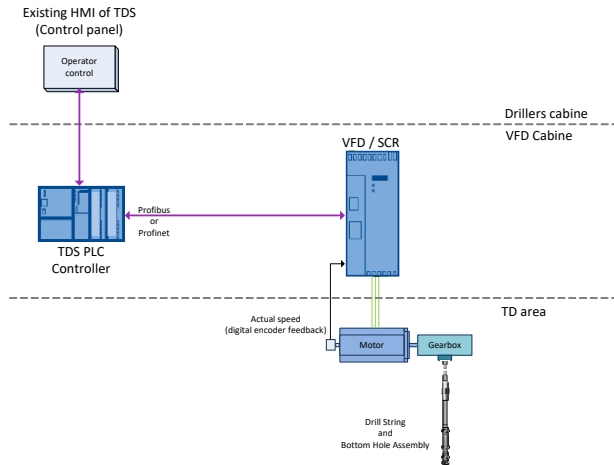 Existing HMI of TDS
(Control panel)
Operator
control
Drillers cabine
VFD Cabine
VFD / SCR
Profibus
or
Profinet
TDS PLC
Controller
TD area
Actual speed
(digital encoder feedback)
Motor
Gearbox
Drill String
and
Bottom Hole Assembly